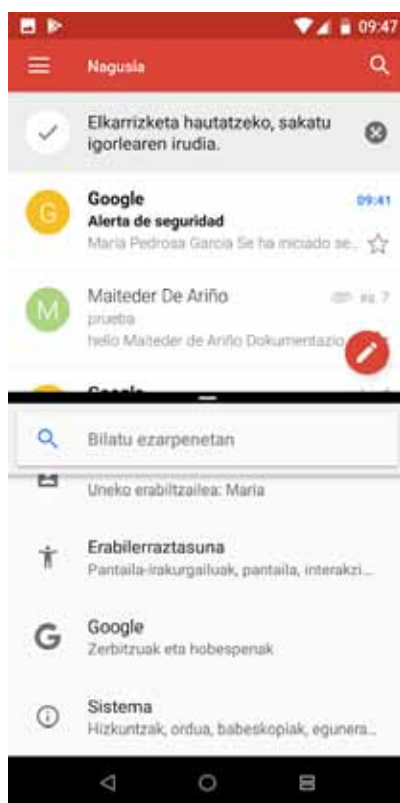 09:47
Nagusia
Elkarrizketa hautatzeko, sakatu
igorlearen irudia.
G
Google 09:41
Alerta de seguridad
Maria Pedrosa Garcia Se ha iniciado se...
M
Maiteder De Ariño
prueba
hello Maiteder de Ariño Dokumentazio
Google
Bilatu ezarpenetan
Uneko erabiltzailea: Maria
Erabilerraztasuna
Pantaila-irakurgailuak, pantaila, interakzi...
G
Google
Zerbitzuak eta hobespenak
Sistema
Hizkuntzak, ordua, babeskopiak, egunera...